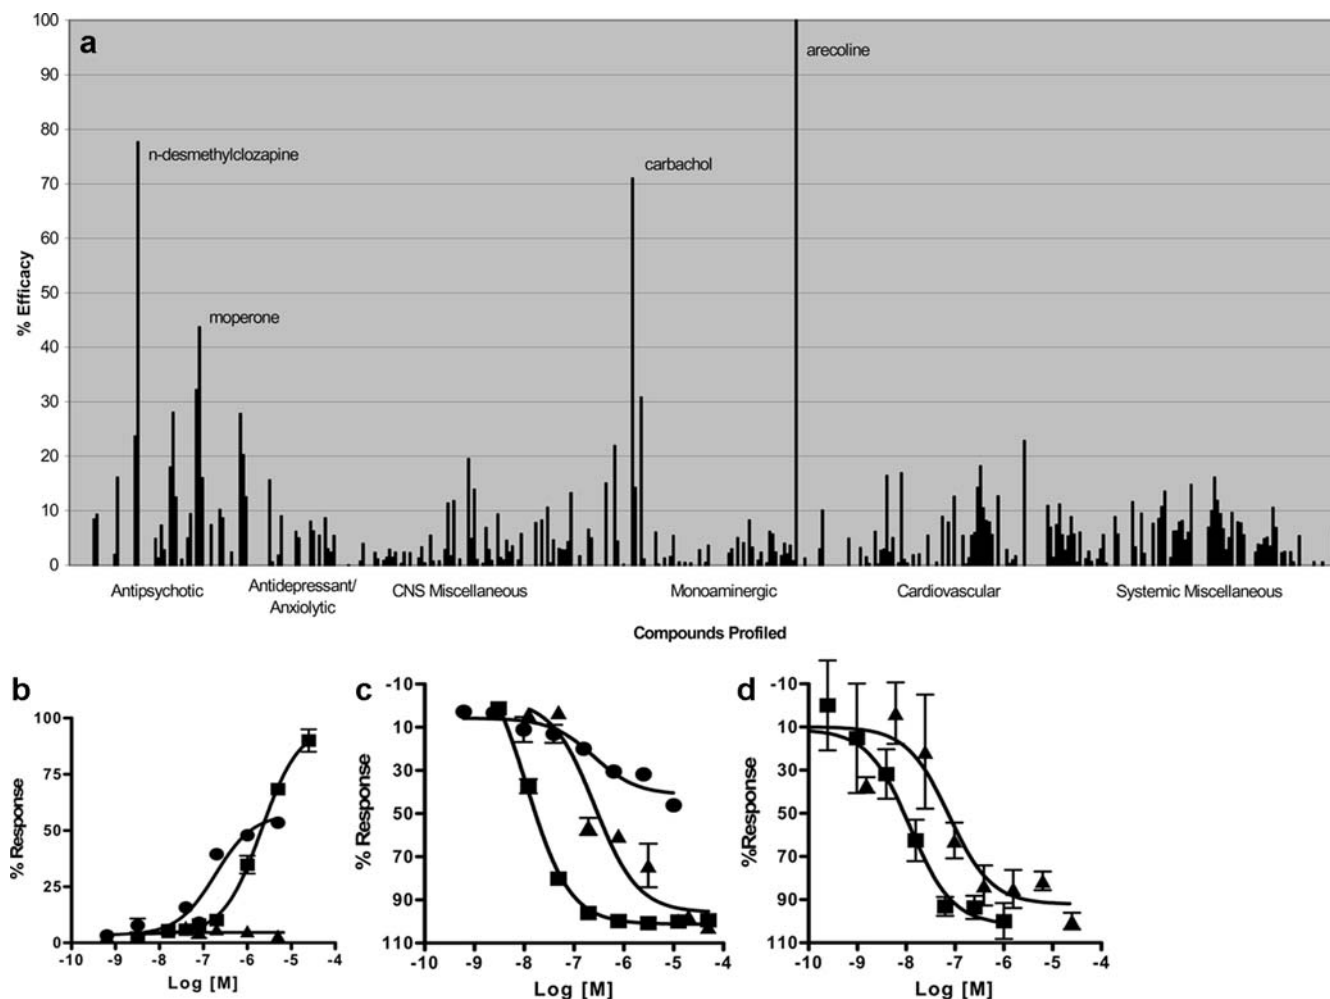 a
100
90
80
70
60
50
40
30
20
10
0
% Efficacy
n-desmethylclozapine
moperone
carbachol
arecoline
Antipsychotic
Antidepressant/
Anxiolytic
CNS Miscellaneous
Monoaminergic
Cardiovascular
Systemic Miscellaneous
Compounds Profiled
b
100
75
50
25
0
% Response
-10 -9 -8 -7 -6 -5 -4
Log [M]
c
-10
10
30
50
70
90
110
% Response
-10 -9 -8 -7 -6 -5 -4
Log [M]
d
-10
10
30
50
70
90
110
%Response
-10 -9 -8 -7 -6 -5 -4
Log [M]